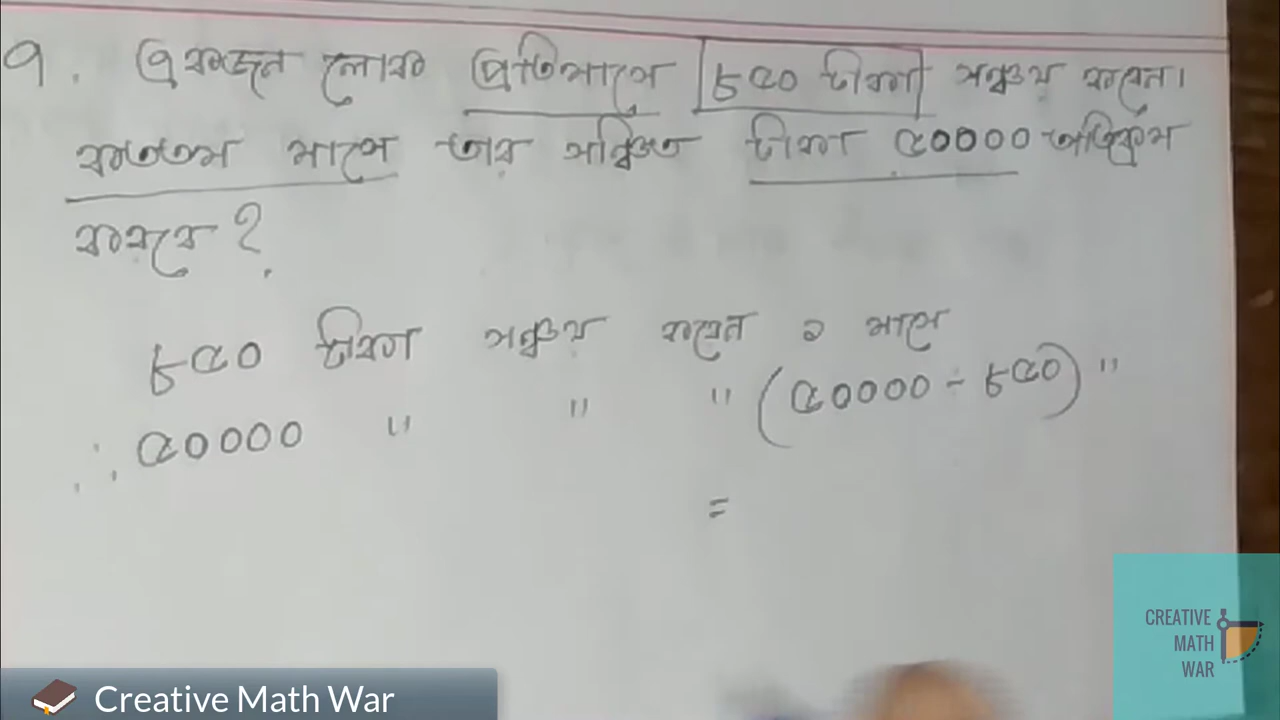 ৭. একজন লোক প্রতিমাসে ৮৫০ টাকা সঞ্চয় করেন।
কততম মাসে তার সঞ্চিত টাকা ৫০০০০ অতিক্রম
করবে?
৮৫০ টাকা সঞ্চয় করেন ১ মাসে
∴ ৫০০০০ " " " (৫০০০০ ÷ ৮৫০) "
=
CREATIVE
MATH
WAR
Creative Math War